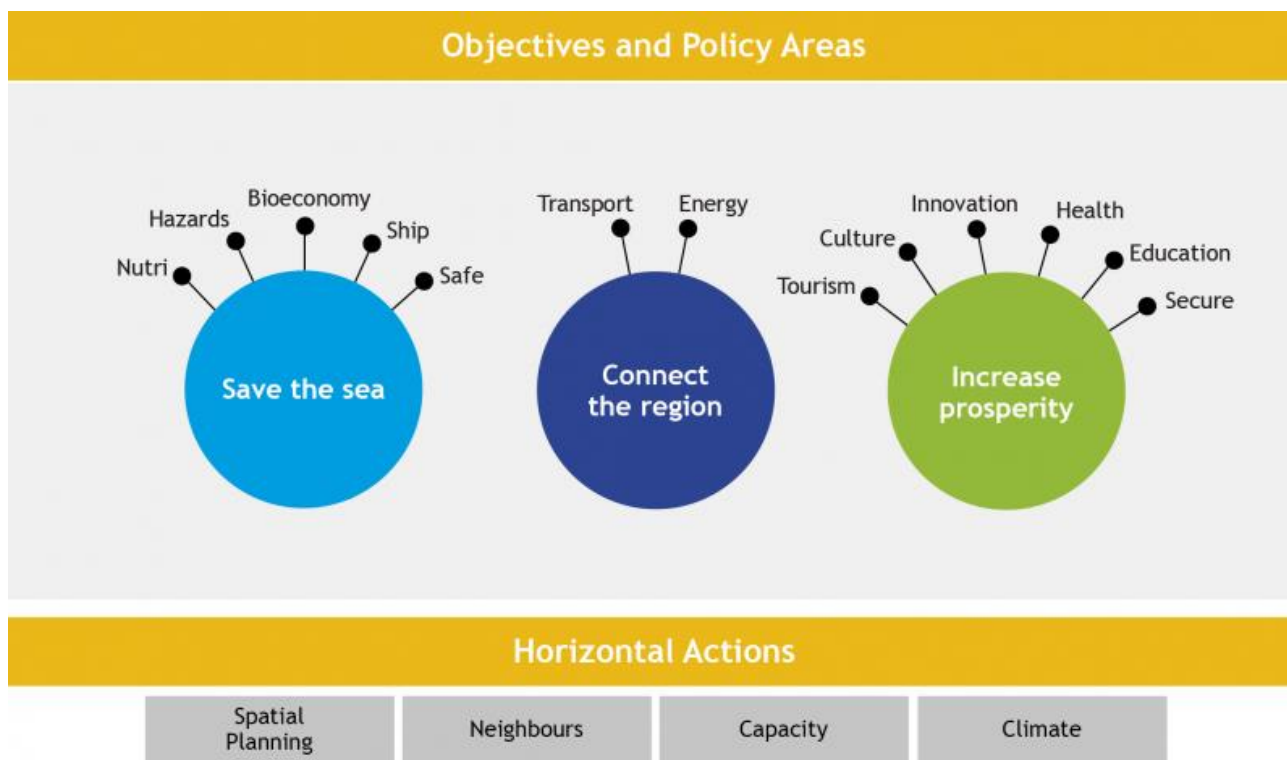 Objectives and Policy Areas
Nutri
Hazards
Bioeconomy
Ship
Safe
Save the sea
Transport
Energy
Connect
the region
Tourism
Culture
Innovation
Health
Education
Secure
Increase
prosperity
Horizontal Actions
Spatial
Planning
Neighbours
Capacity
Climate